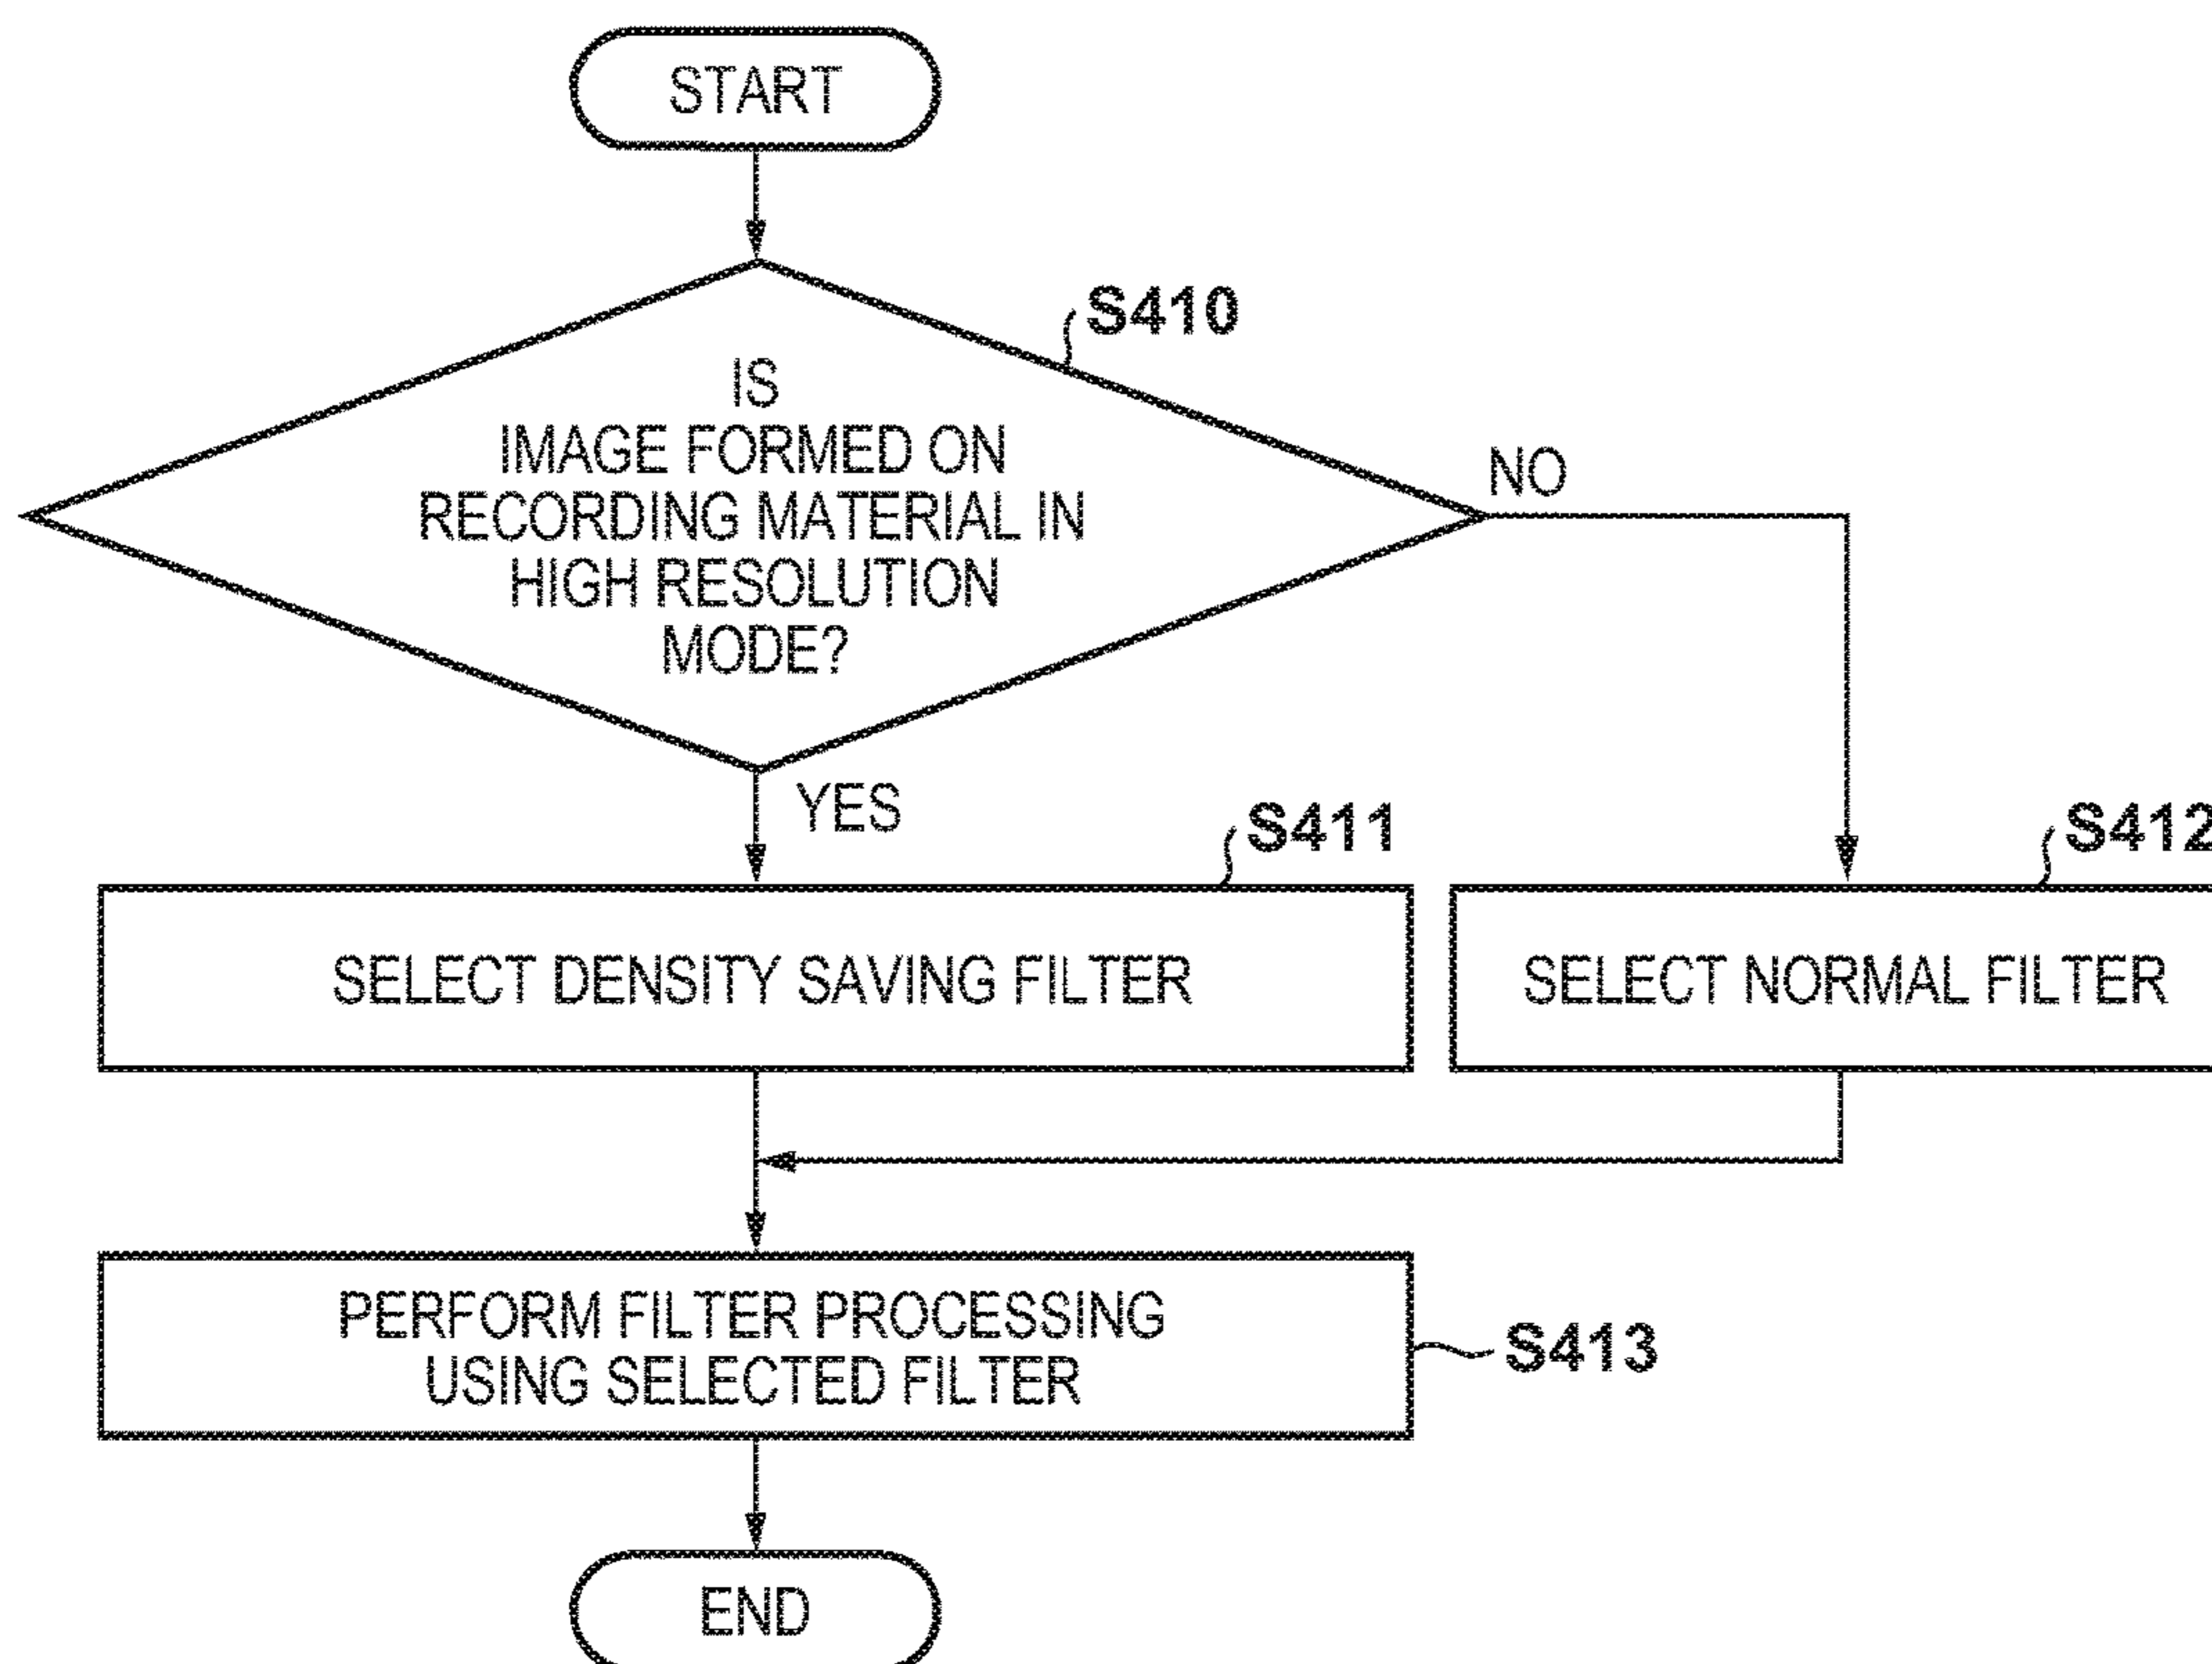 START
S410
IS
IMAGE FORMED ON
RECORDING MATERIAL IN
HIGH RESOLUTION
MODE?
NO
YES
S411
S412
SELECT DENSITY SAVING FILTER
SELECT NORMAL FILTER
PERFORM FILTER PROCESSING
USING SELECTED FILTER
S413
END